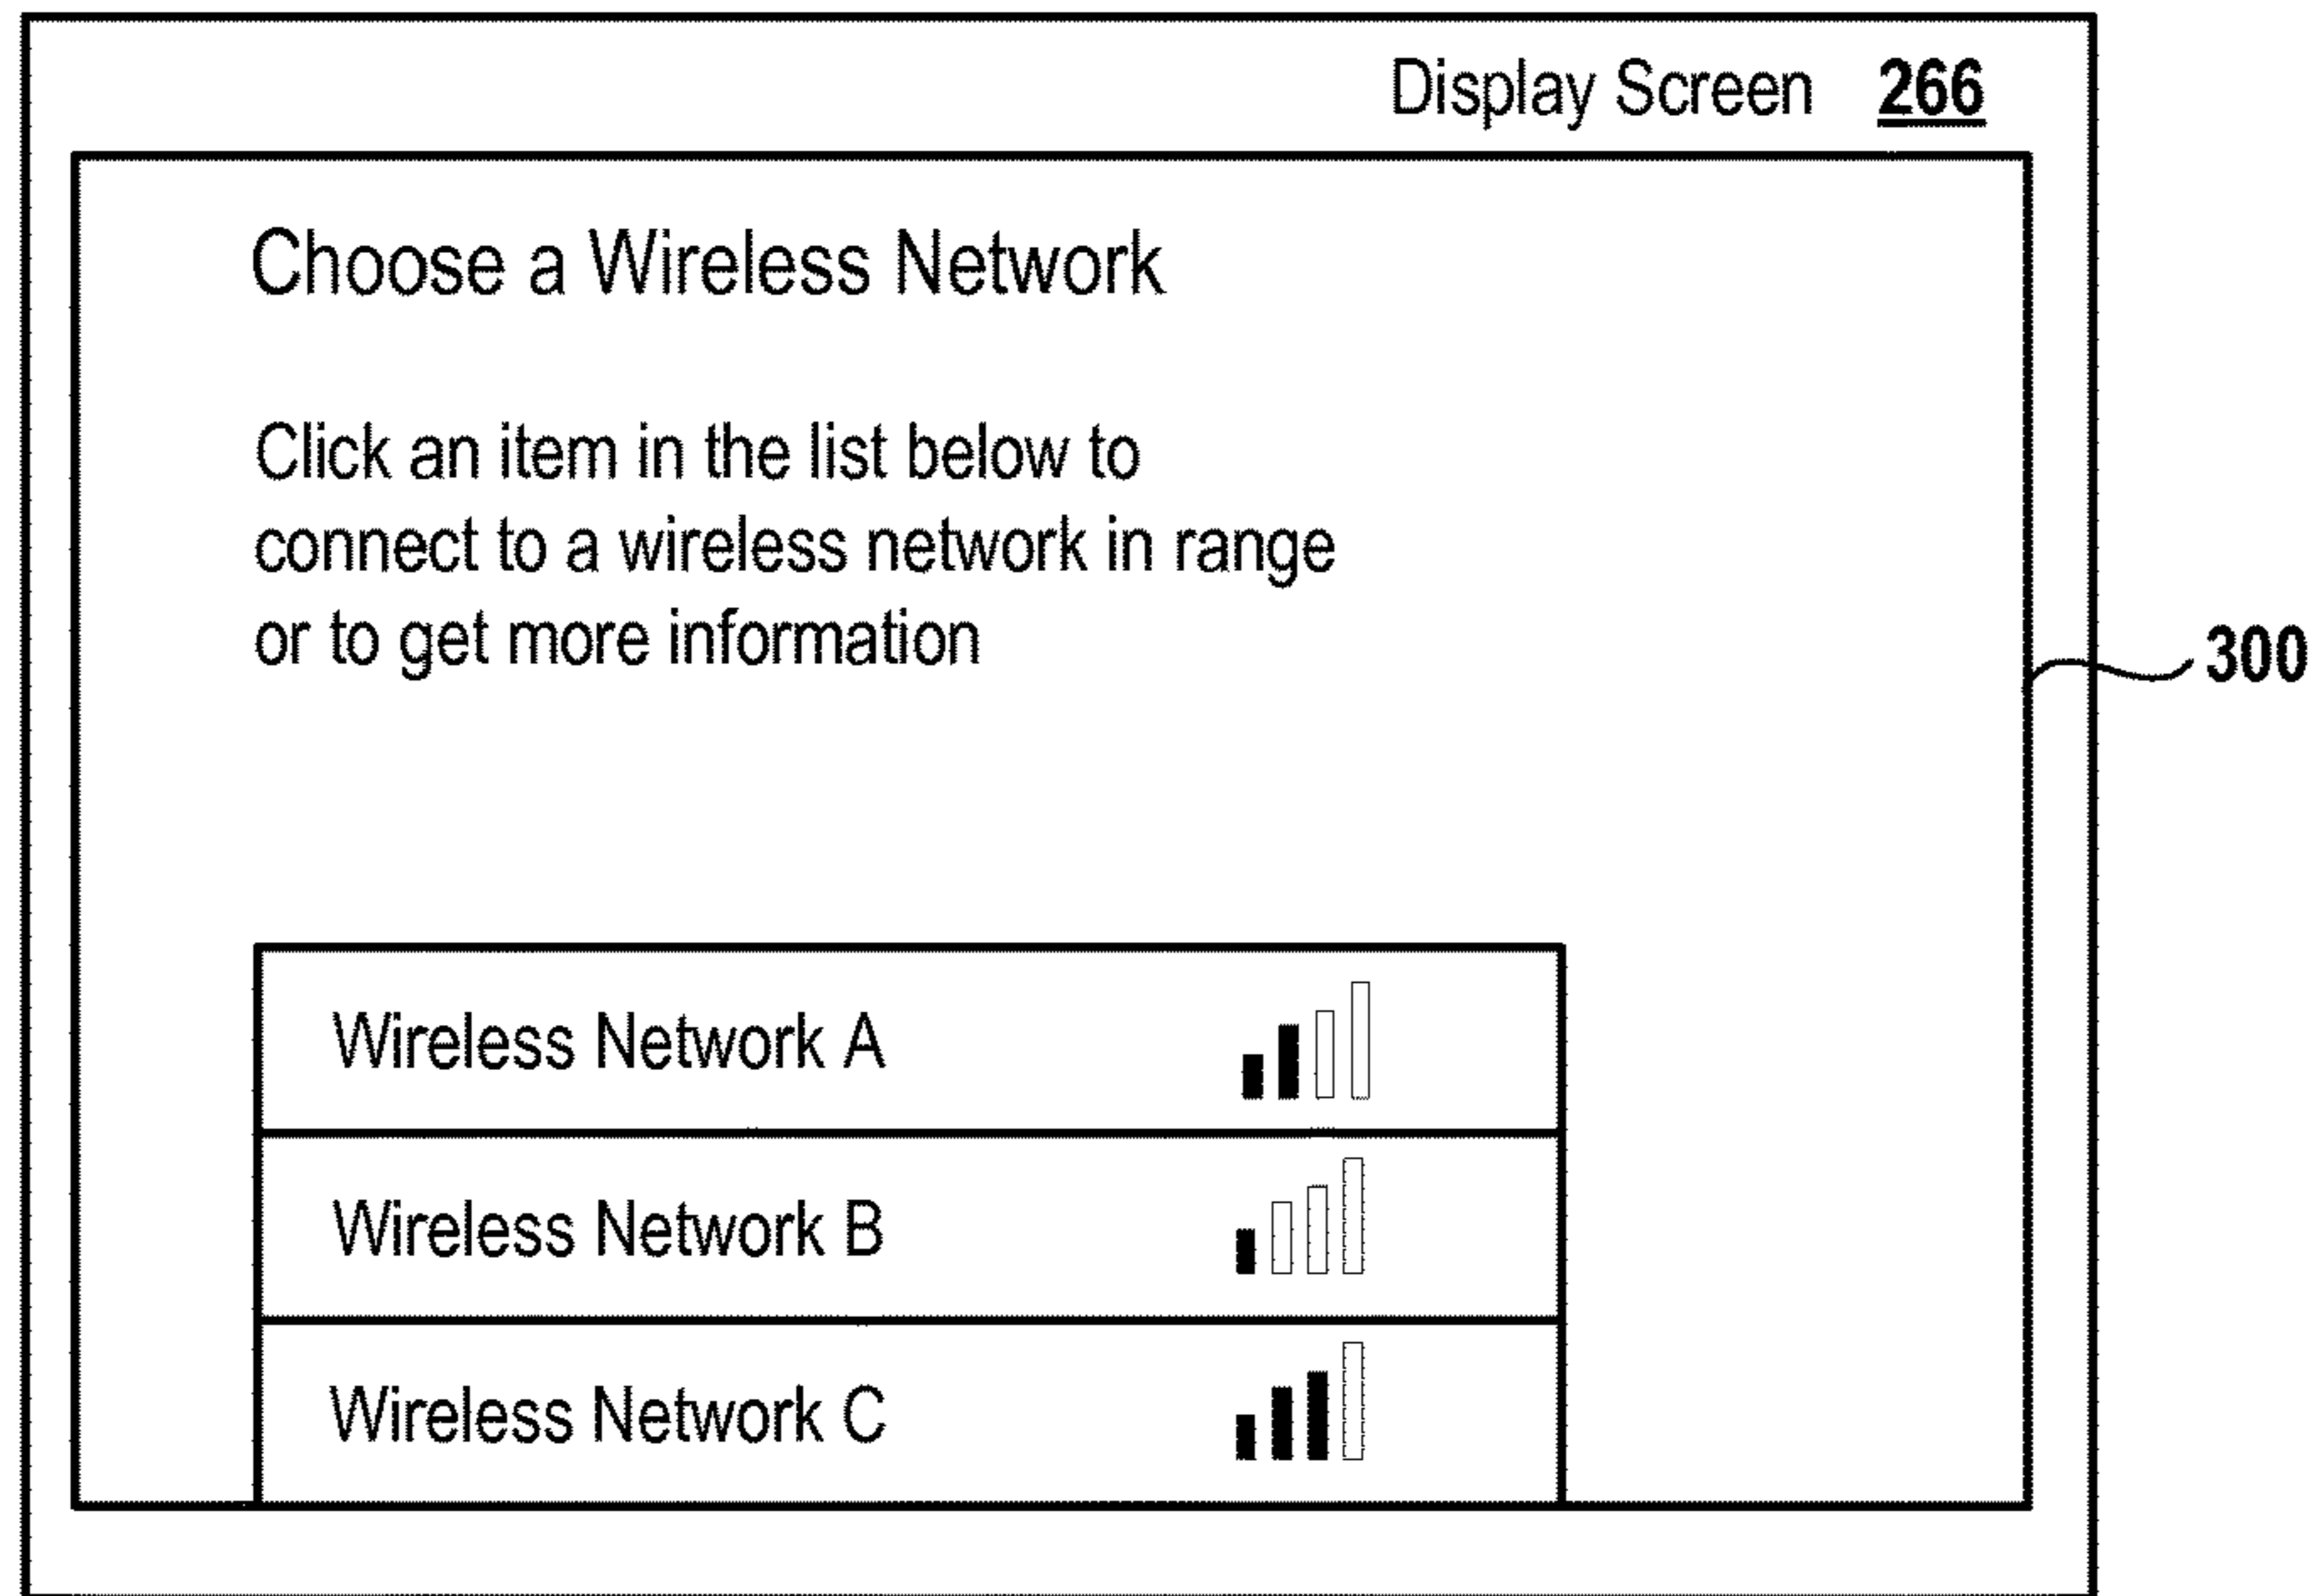 Display Screen 266
Choose a Wireless Network
Click an item in the list below to
connect to a wireless network in range
or to get more information
300
Wireless Network A
Wireless Network B
Wireless Network C